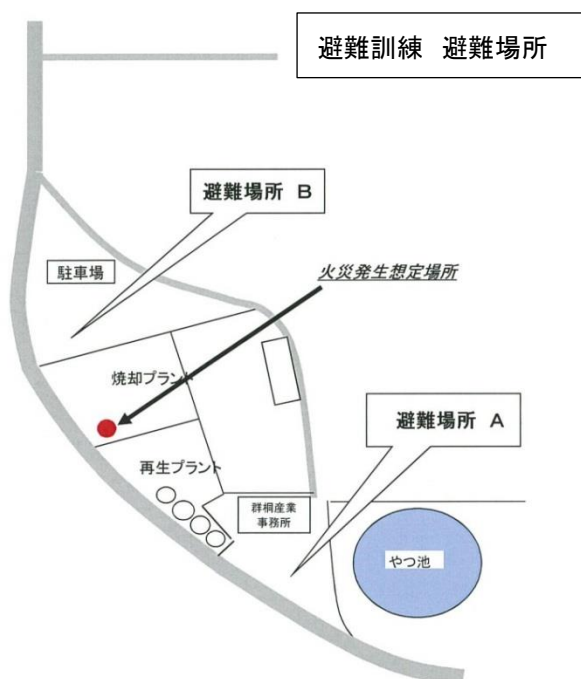 避難訓練 避難場所
避難場所 B
駐車場
火災発生想定場所
焼却プラント
避難場所 A
再生プラント
群桐産業
事務所
やつ池